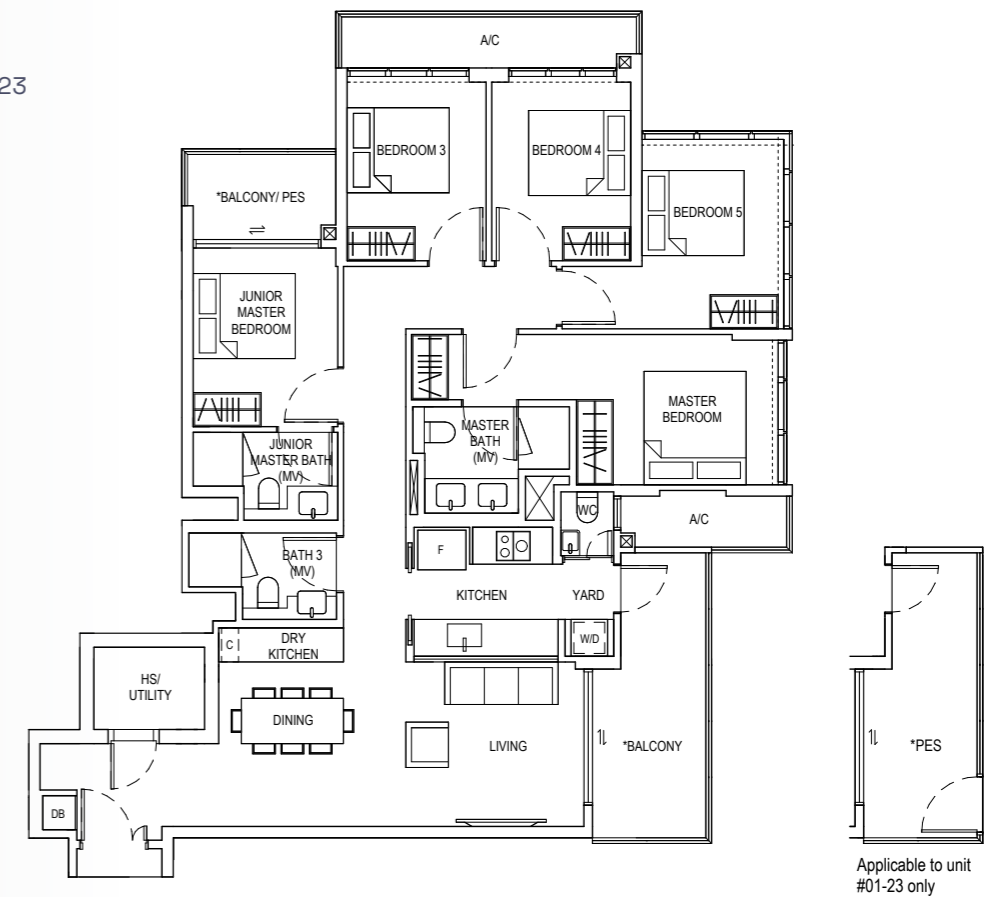 23
A/C
BEDROOM 3
BEDROOM 4
BEDROOM 5
*BALCONY/ PES
JUNIOR
MASTER
BEDROOM
MASTER
BEDROOM
MASTER
BATH
(MV)
JUNIOR
MASTER BATH
(MV)
WC
A/C
F
BATH 3
(MV)
KITCHEN
YARD
W/D
C
DRY
KITCHEN
HS/
UTILITY
DINING
LIVING
*BALCONY
*PES
DB
Applicable to unit
#01-23 only